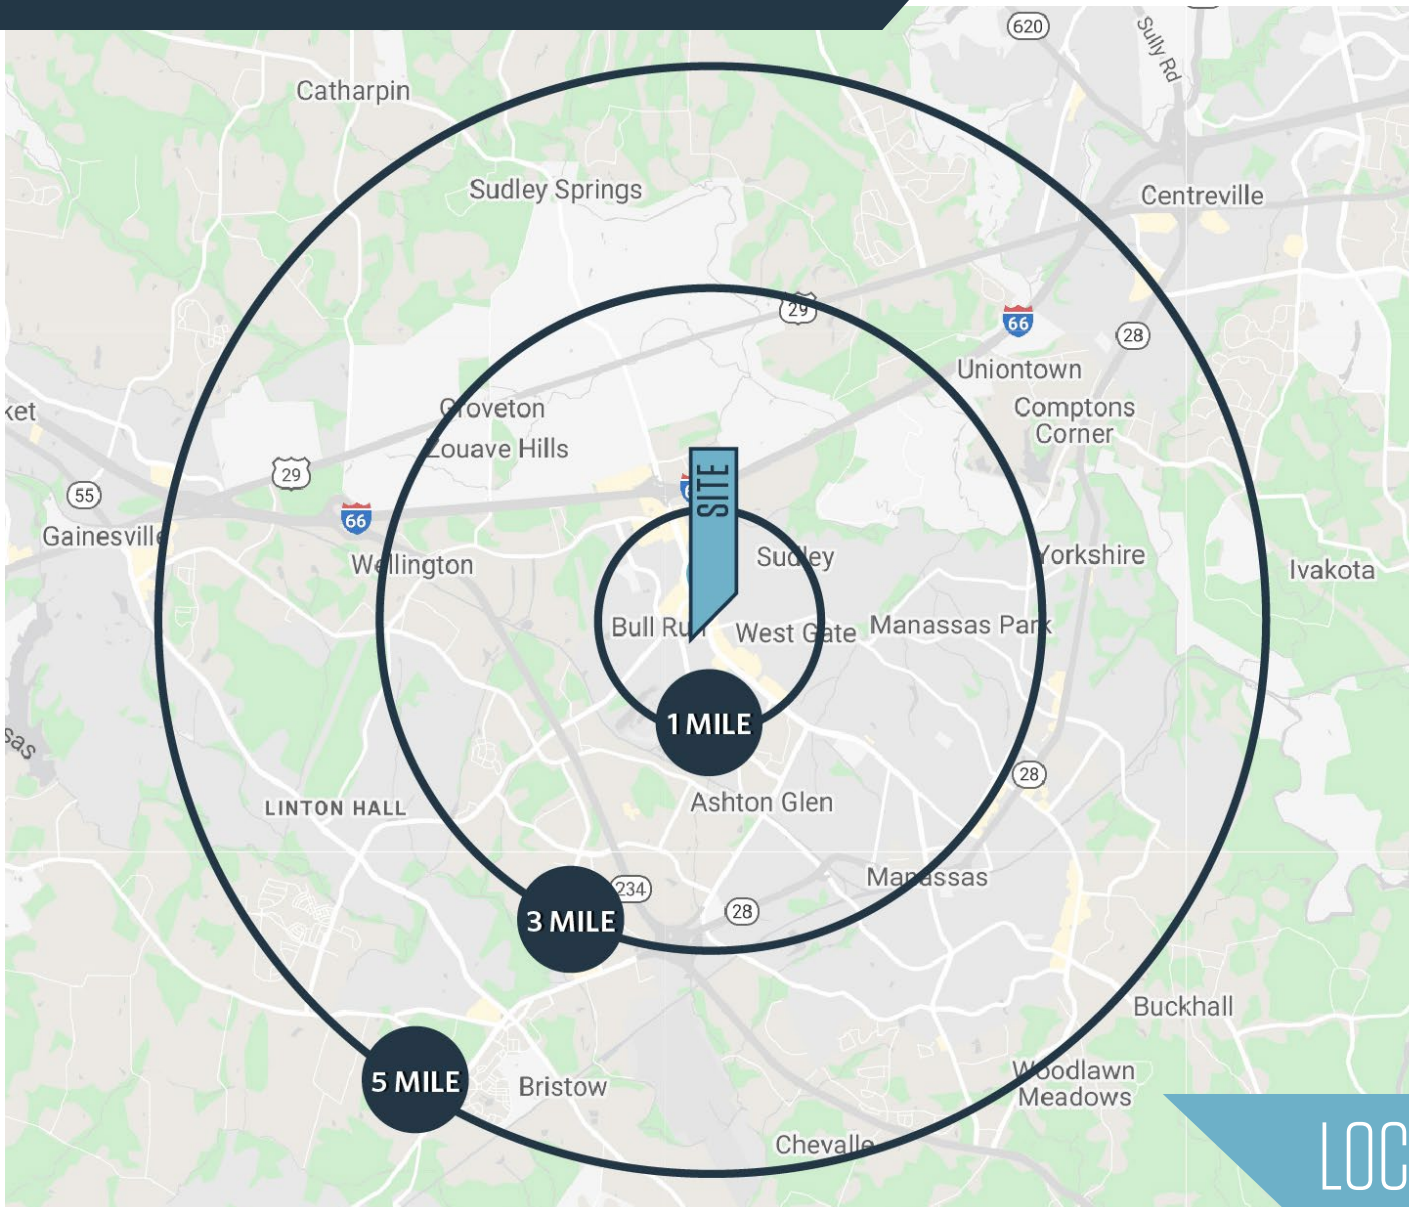 620
Sully Rd
Catharpin
Sudley Springs
Centreville
29
66
28
Uniontown
Groveton
Comptons
Corner
Zouave Hills
ket
29
SITE
55
66
Gainesville
Wellington
Sudley
Yorkshire
Ivakota
Bull Run
West Gate
Manassas Park
1 MILE
sas
28
LINTON HALL
Ashton Glen
Manassas
234
28
3 MILE
Buckhall
5 MILE
Bristow
Woodlawn
Meadows
Chevalle
LOC